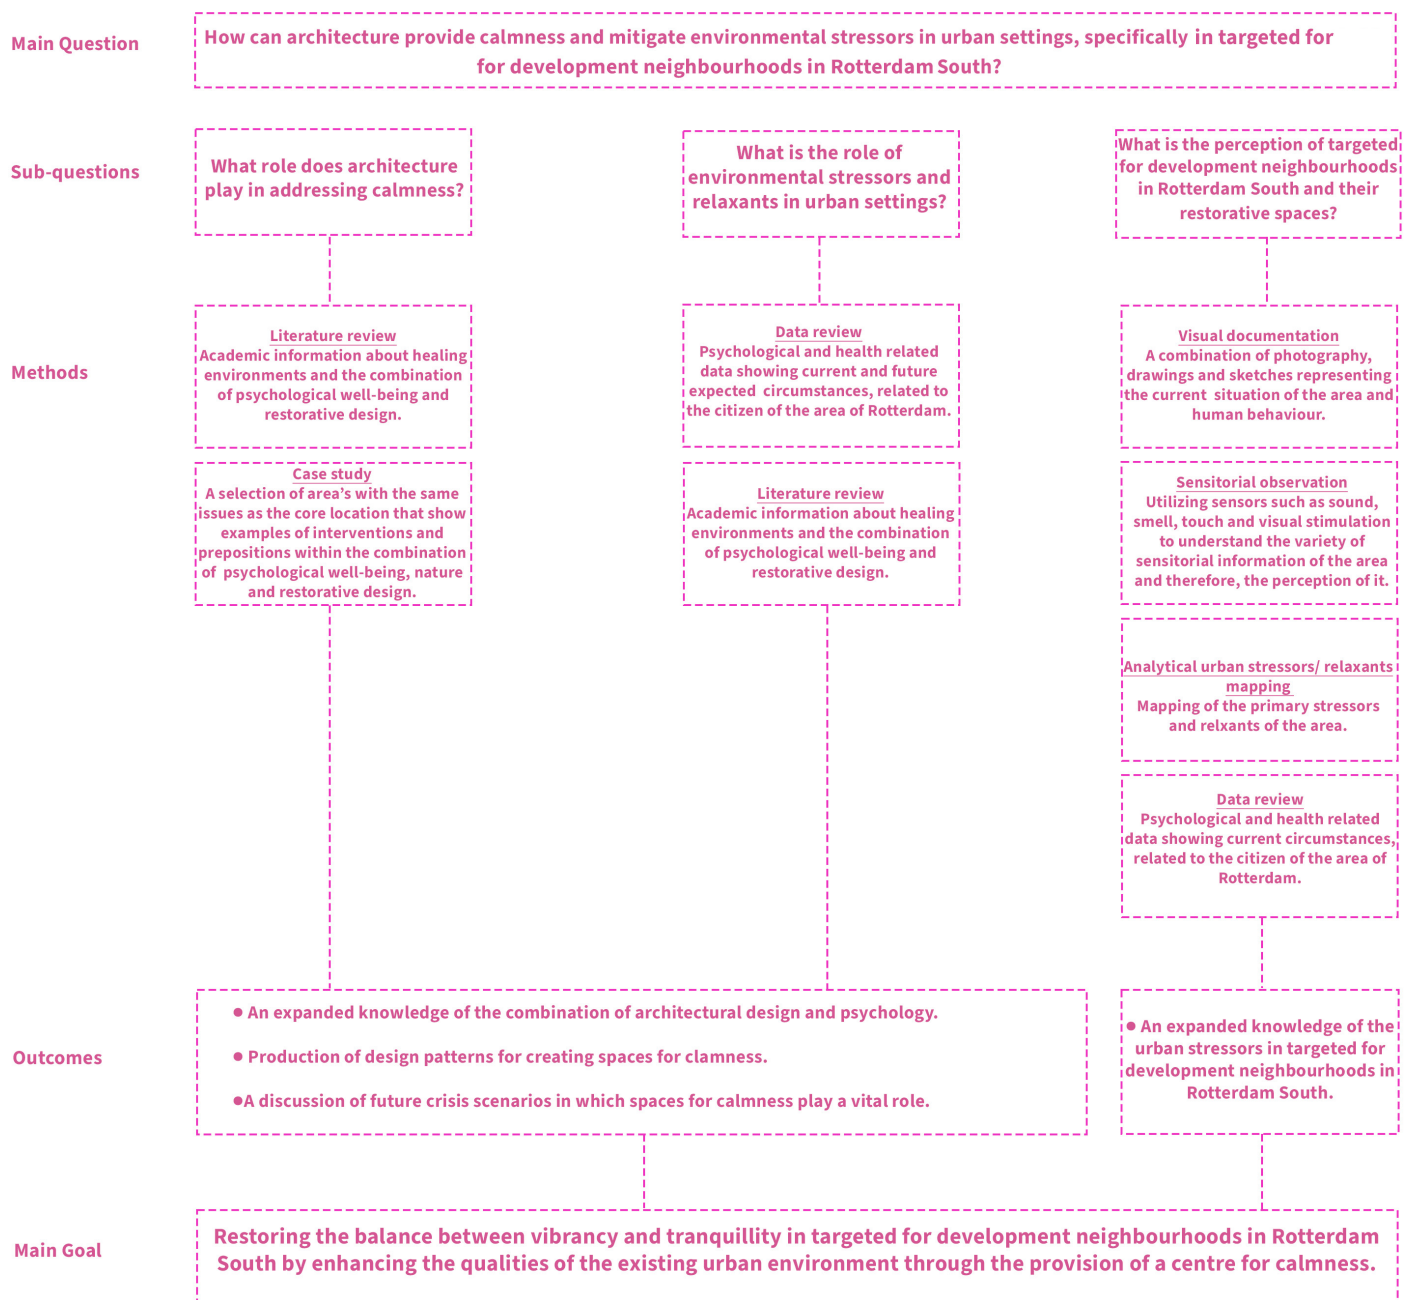 Main Question
How can architecture provide calmness and mitigate environmental stressors in urban settings, specifically in targeted for
for development neighbourhoods in Rotterdam South?
Sub-questions
What role does architecture
play in addressing calmness?
What is the role of
environmental stressors and
relaxants in urban settings?
What is the perception of targeted
for development neighbourhoods
in Rotterdam South and their
restorative spaces?
Methods
Literature review
Academic information about healing
environments and the combination
of psychological well-being and
restorative design.
Case study
A selection of area's with the same
issues as the core location that show
examples of interventions and
prepositions within the combination
of psychological well-being, nature
and restorative design.
Data review
Psychological and health related
data showing current and future
expected circumstances, related to
the citizen of the area of Rotterdam.
Literature review
Academic information about healing
environments and the combination
of psychological well-being and
restorative design.
Visual documentation
A combination of photography,
drawings and sketches representing
the current situation of the area and
human behaviour.
Sensitorial observation
Utilizing sensors such as sound,
smell, touch and visual stimulation
to understand the variety of
sensitorial information of the area
and therefore, the perception of it.
Analytical urban stressors/ relaxants
mapping
Mapping of the primary stressors
and relxants of the area.
Data review
Psychological and health related
data showing current circumstances,
related to the citizen of the area of
Rotterdam.
Outcomes
● An expanded knowledge of the combination of architectural design and psychology.
● Production of design patterns for creating spaces for clamness.
●A discussion of future crisis scenarios in which spaces for calmness play a vital role.
● An expanded knowledge of the
urban stressors in targeted for
development neighbourhoods in
Rotterdam South.
Main Goal
Restoring the balance between vibrancy and tranquillity in targeted for development neighbourhoods in Rotterdam
South by enhancing the qualities of the existing urban environment through the provision of a centre for calmness.